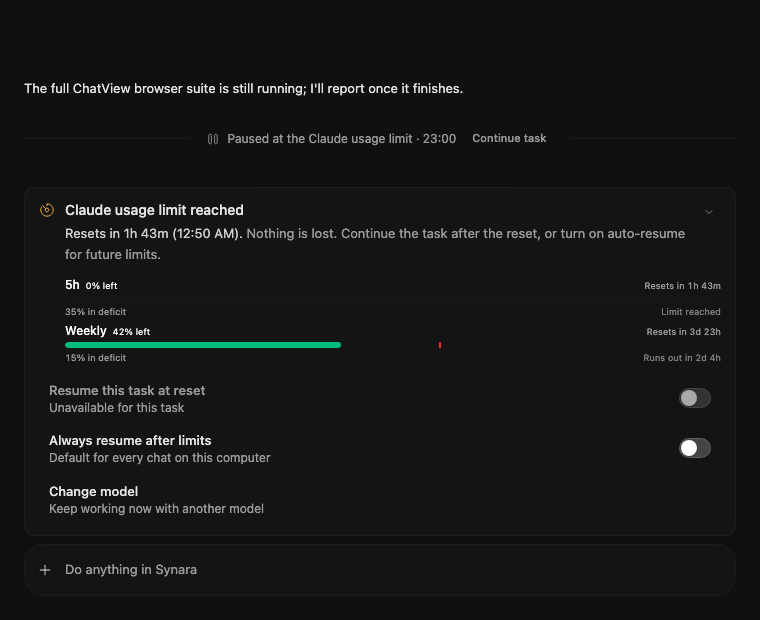 The full ChatView browser suite is still running; I'll report once it finishes.
Paused at the Claude usage limit · 23:00 Continue task
Claude usage limit reached
Resets in 1h 43m (12:50 AM). Nothing is lost. Continue the task after the reset, or turn on auto-resume
for future limits.
5h 0% left Resets in 1h 43m
35% in deficit Limit reached
Weekly 42% left Resets in 3d 23h
15% in deficit Runs out in 2d 4h
Resume this task at reset
Unavailable for this task
Always resume after limits
Default for every chat on this computer
Change model
Keep working now with another model
Do anything in Synara